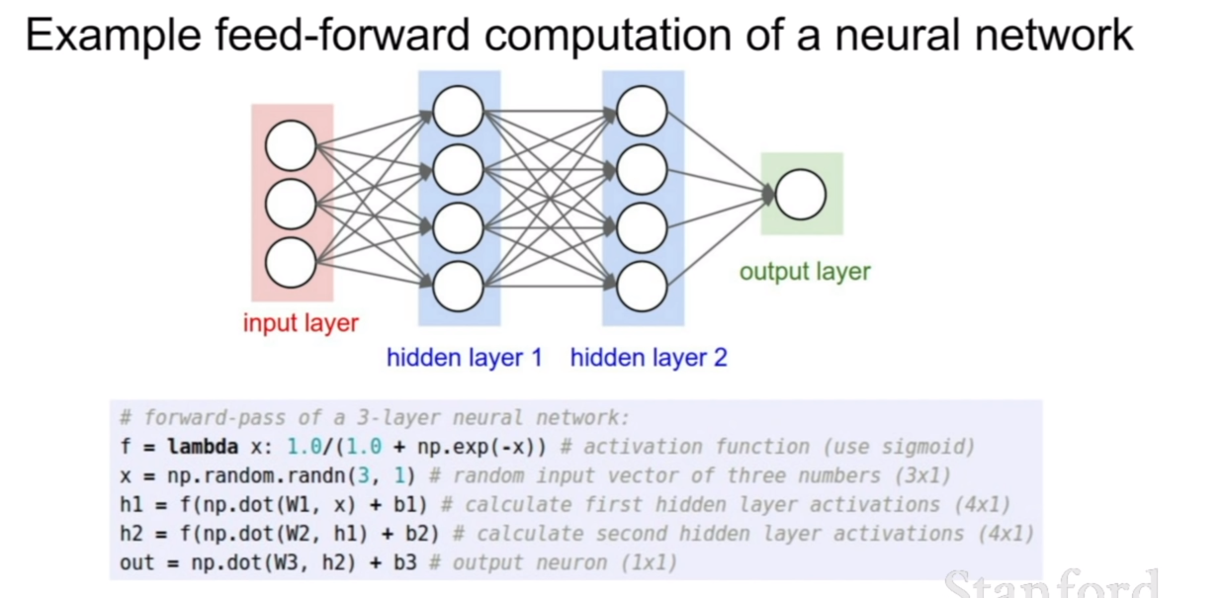 Example feed-forward computation of a neural network
output layer
input layer
hidden layer 1 hidden layer 2
# forward-pass of a 3-layer neural network:
f = lambda x: 1.0/(1.0 + np.exp(-x)) # activation function (use sigmoid)
x = np.random.randn(3, 1) # random input vector of three numbers (3x1)
h1 = f(np.dot(W1, x) + b1) # calculate first hidden layer activations (4x1)
h2 = f(np.dot(W2, h1) + b2) # calculate second hidden layer activations (4x1)
out = np.dot(W3, h2) + b3 # output neuron (1x1)
Stanford